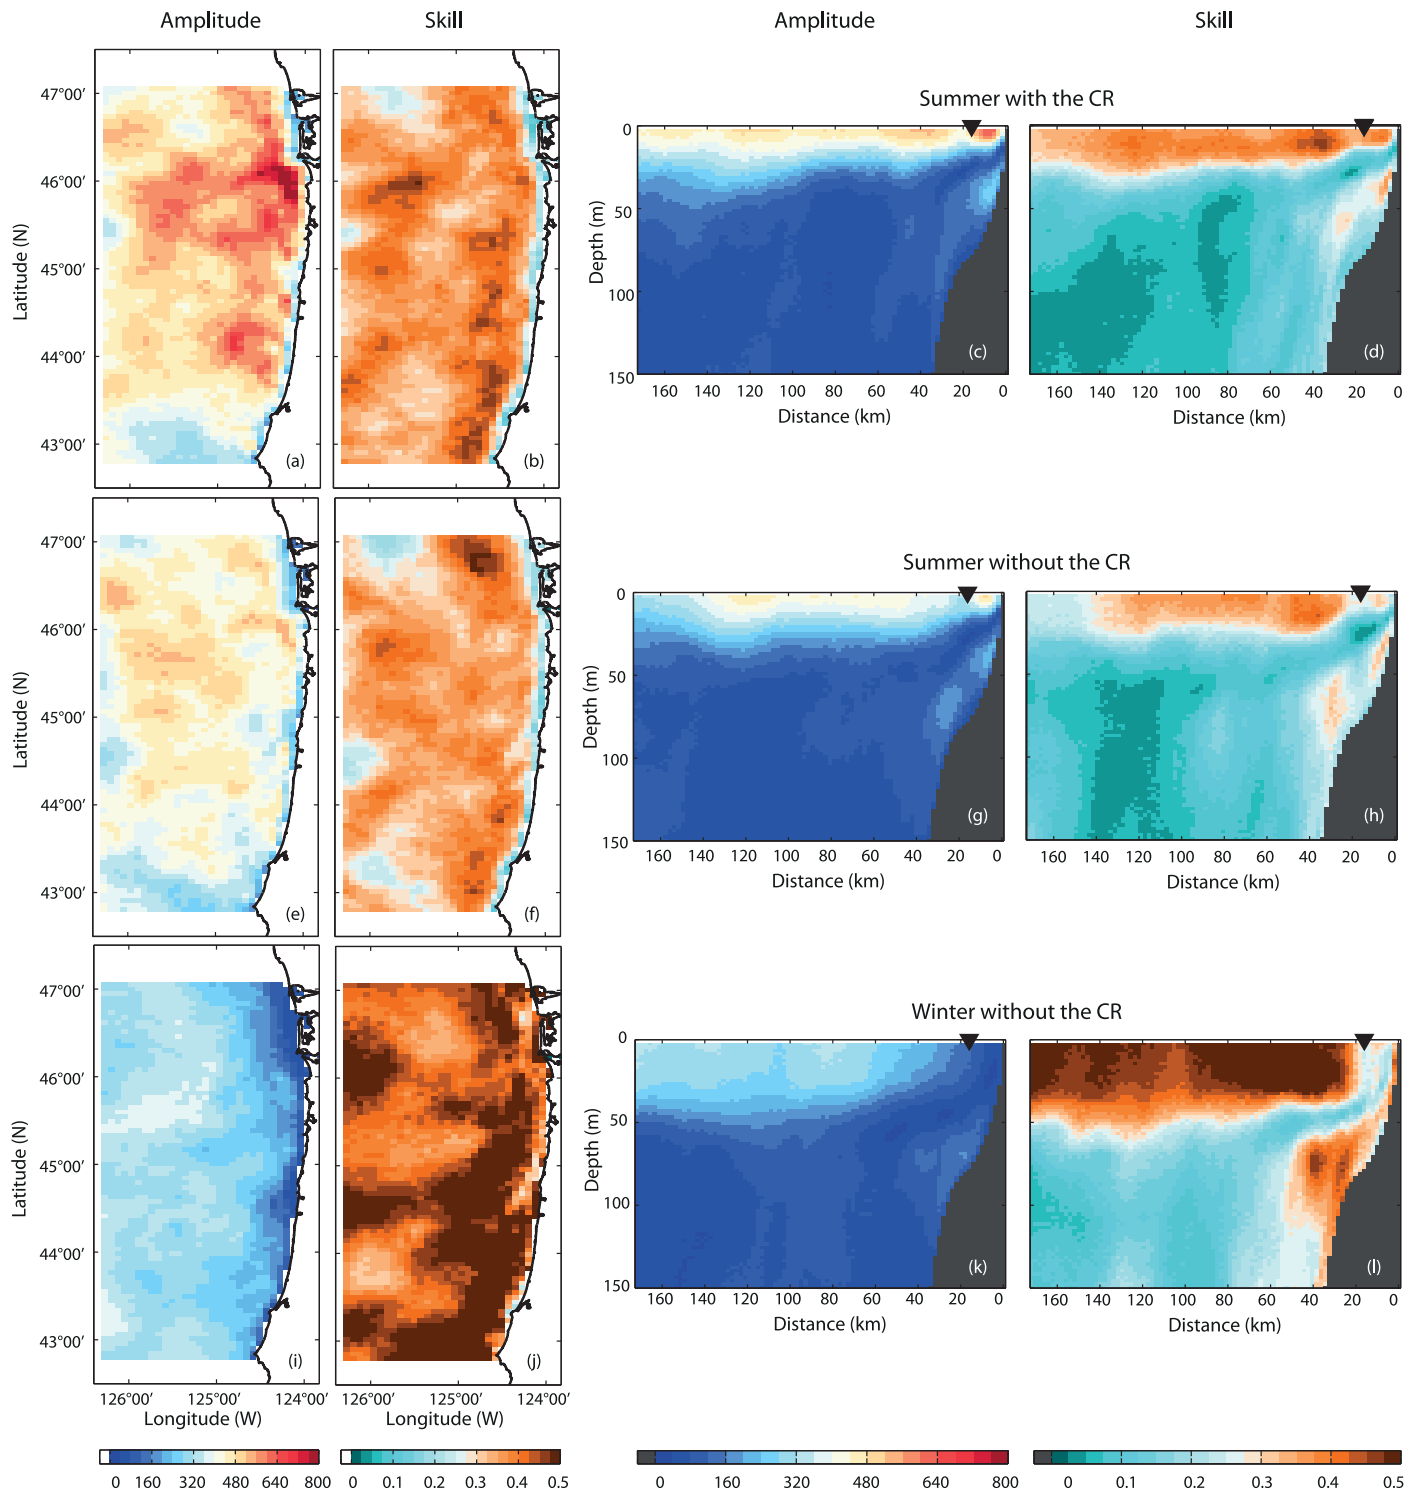 Amplitude
Skill
Amplitude
Skill
47°00′
46°00′
45°00′
44°00′
43°00′
Latitude (N)
(a)
(b)
Summer with the CR
0
50
100
150
Depth (m)
160 140 120 100 80 60 40 20 0
Distance (km)
(c)
160 140 120 100 80 60 40 20 0
Distance (km)
(d)
47°00′
46°00′
45°00′
44°00′
43°00′
Latitude (N)
(e)
(f)
Summer without the CR
0
50
100
150
Depth (m)
160 140 120 100 80 60 40 20 0
Distance (km)
(g)
160 140 120 100 80 60 40 20 0
Distance (km)
(h)
47°00′
46°00′
45°00′
44°00′
43°00′
Latitude (N)
(i)
(j)
126°00′ 125°00′ 124°00′
Longitude (W)
126°00′ 125°00′ 124°00′
Longitude (W)
Winter without the CR
0
50
100
150
Depth (m)
160 140 120 100 80 60 40 20 0
Distance (km)
(k)
160 140 120 100 80 60 40 20 0
Distance (km)
(l)
0 160 320 480 640 800
0 0.1 0.2 0.3 0.4 0.5
0 160 320 480 640 800
0 0.1 0.2 0.3 0.4 0.5